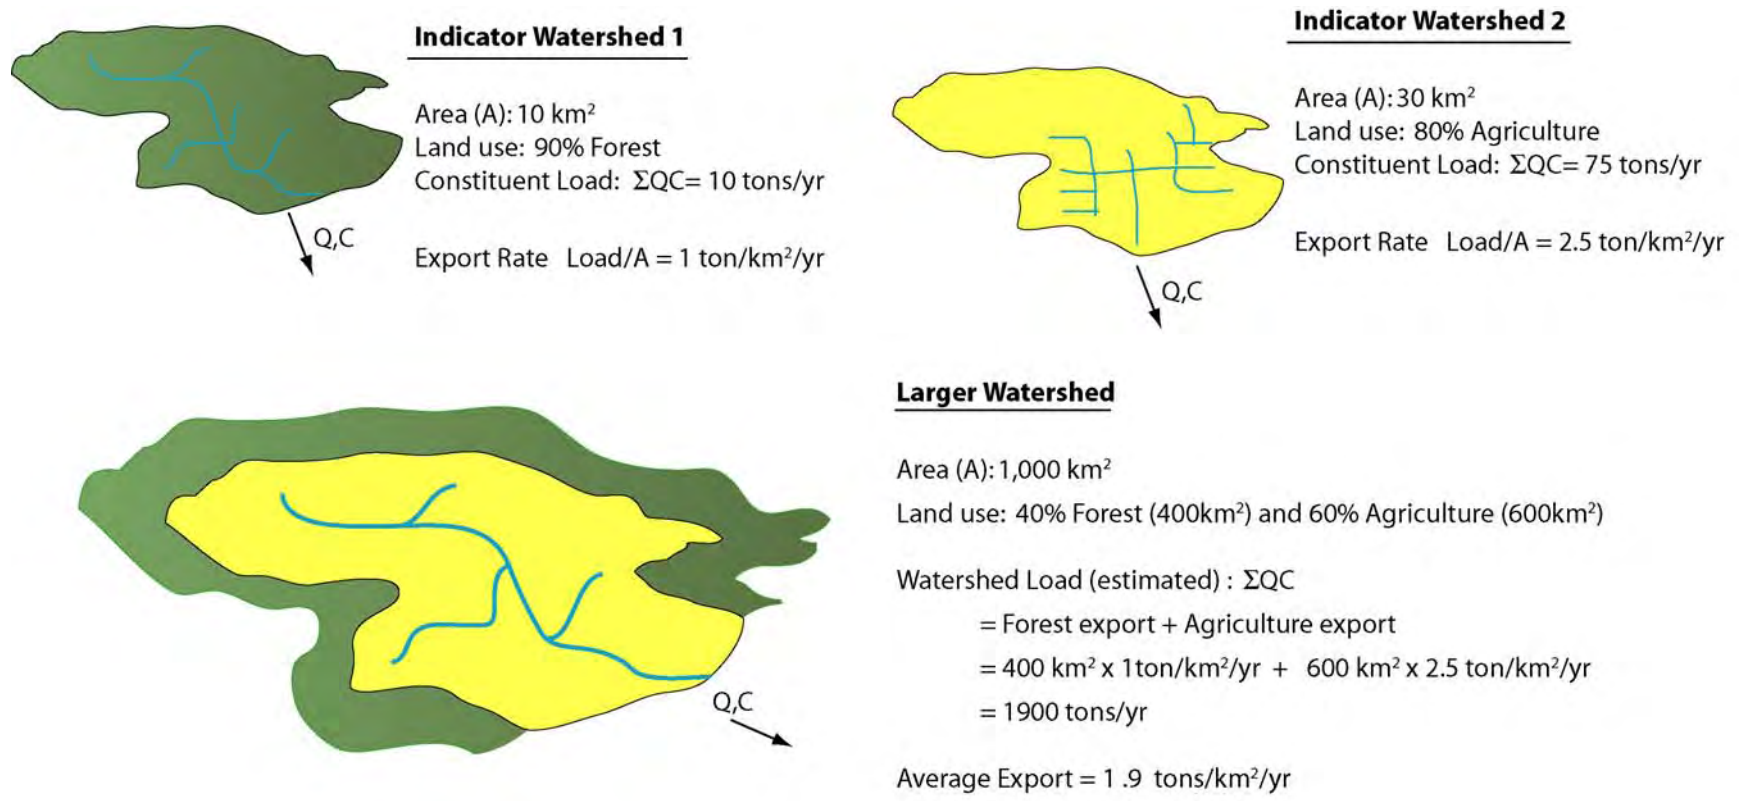 Indicator Watershed 1
Area (A): 10 km²
Land use: 90% Forest
Constituent Load: ΣQC= 10 tons/yr
Export Rate Load/A = 1 ton/km²/yr
Q,C
Indicator Watershed 2
Area (A): 30 km²
Land use: 80% Agriculture
Constituent Load: ΣQC= 75 tons/yr
Export Rate Load/A = 2.5 ton/km²/yr
Q,C
Larger Watershed
Area (A): 1,000 km²
Land use: 40% Forest (400km²) and 60% Agriculture (600km²)
Watershed Load (estimated) : ΣQC
= Forest export + Agriculture export
= 400 km² x 1ton/km²/yr + 600 km² x 2.5 ton/km²/yr
= 1900 tons/yr
Average Export = 1 .9 tons/km²/yr
Q,C